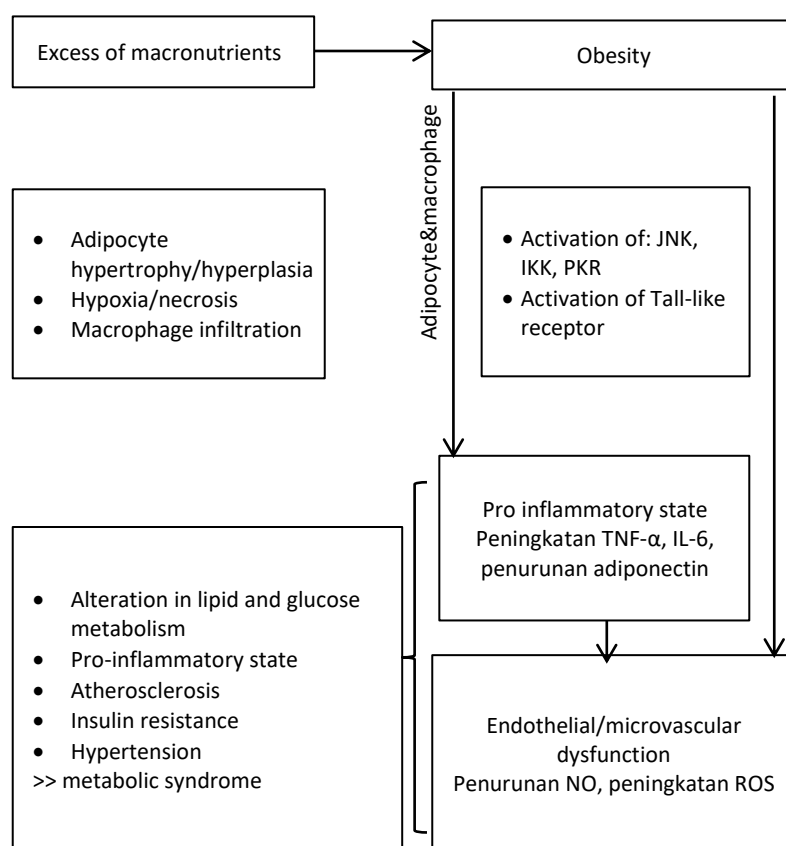 Excess of macronutrients
Obesity
Adipocyte&macrophage
• Adipocyte
hypertrophy/hyperplasia
• Hypoxia/necrosis
• Macrophage infiltration
• Activation of: JNK,
IKK, PKR
• Activation of Tall-like
receptor
Pro inflammatory state
Peningkatan TNF-α, IL-6,
penurunan adiponectin
• Alteration in lipid and glucose
metabolism
• Pro-inflammatory state
• Atherosclerosis
• Insulin resistance
• Hypertension
>> metabolic syndrome
Endothelial/microvascular
dysfunction
Penurunan NO, peningkatan ROS